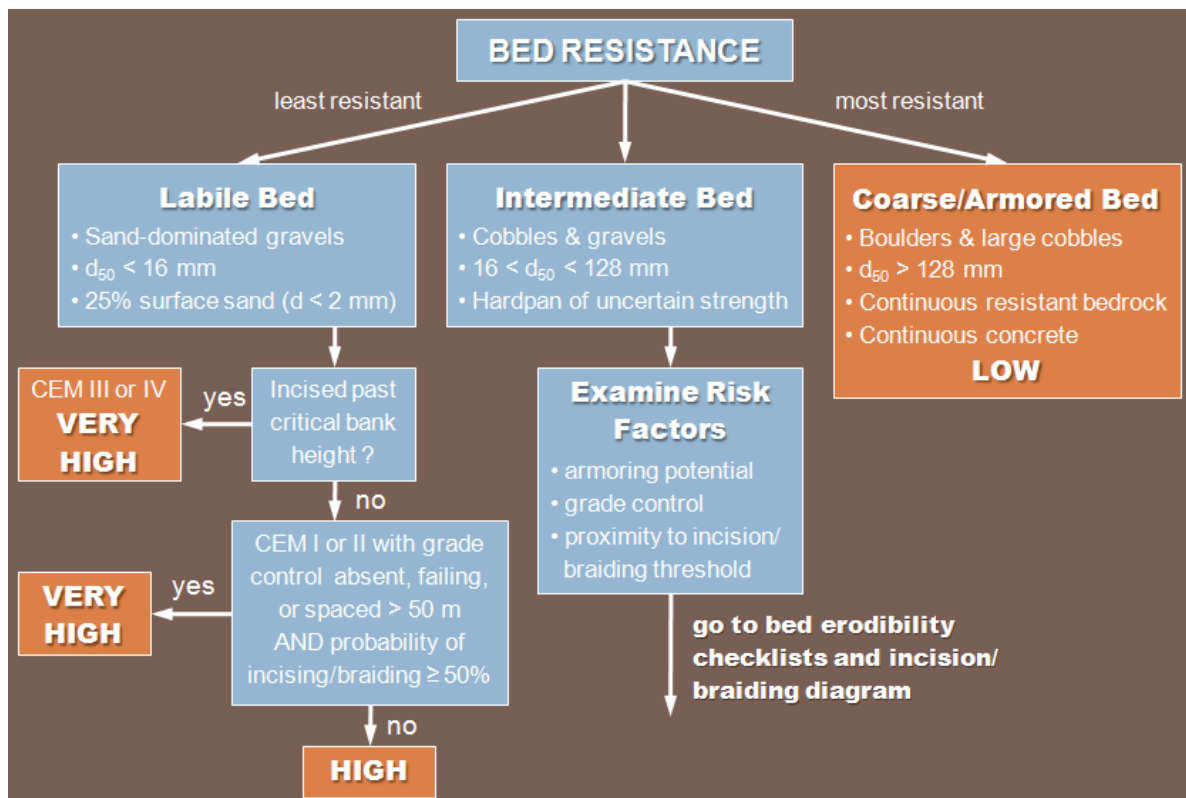 BED RESISTANCE
least resistant
most resistant
Labile Bed
• Sand-dominated gravels
• d₅₀ < 16 mm
• 25% surface sand (d < 2 mm)
Intermediate Bed
• Cobbles & gravels
• 16 < d₅₀ < 128 mm
• Hardpan of uncertain strength
Coarse/Armored Bed
• Boulders & large cobbles
• d₅₀ > 128 mm
• Continuous resistant bedrock
• Continuous concrete
LOW
CEM III or IV
VERY
HIGH
yes
Incised past
critical bank
height ?
no
Examine Risk
Factors
• armoring potential
• grade control
• proximity to incision/
braiding threshold
VERY
HIGH
yes
CEM I or II with grade
control absent, failing,
or spaced > 50 m
AND probability of
incising/braiding ≥ 50%
no
HIGH
go to bed erodibility
checklists and incision/
braiding diagram